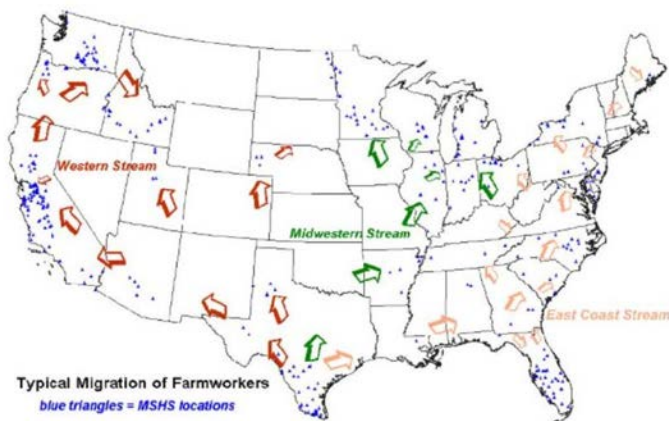 Western Stream
Midwestern Stream
East Coast Stream
Typical Migration of Farmworkers
blue triangles = MSHS locations